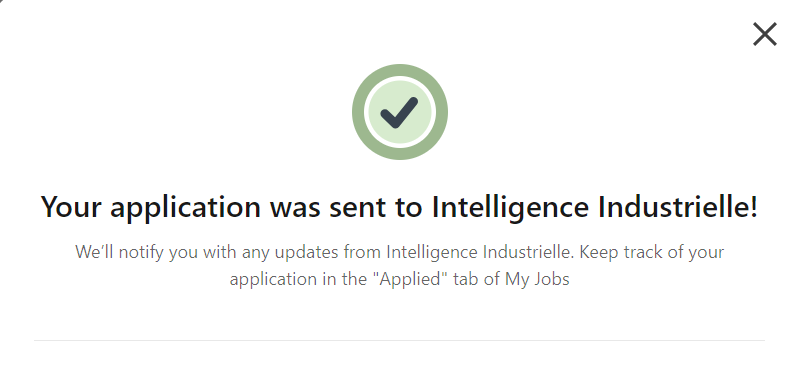 Your application was sent to Intelligence Industrielle!
We’ll notify you with any updates from Intelligence Industrielle. Keep track of your
application in the "Applied" tab of My Jobs